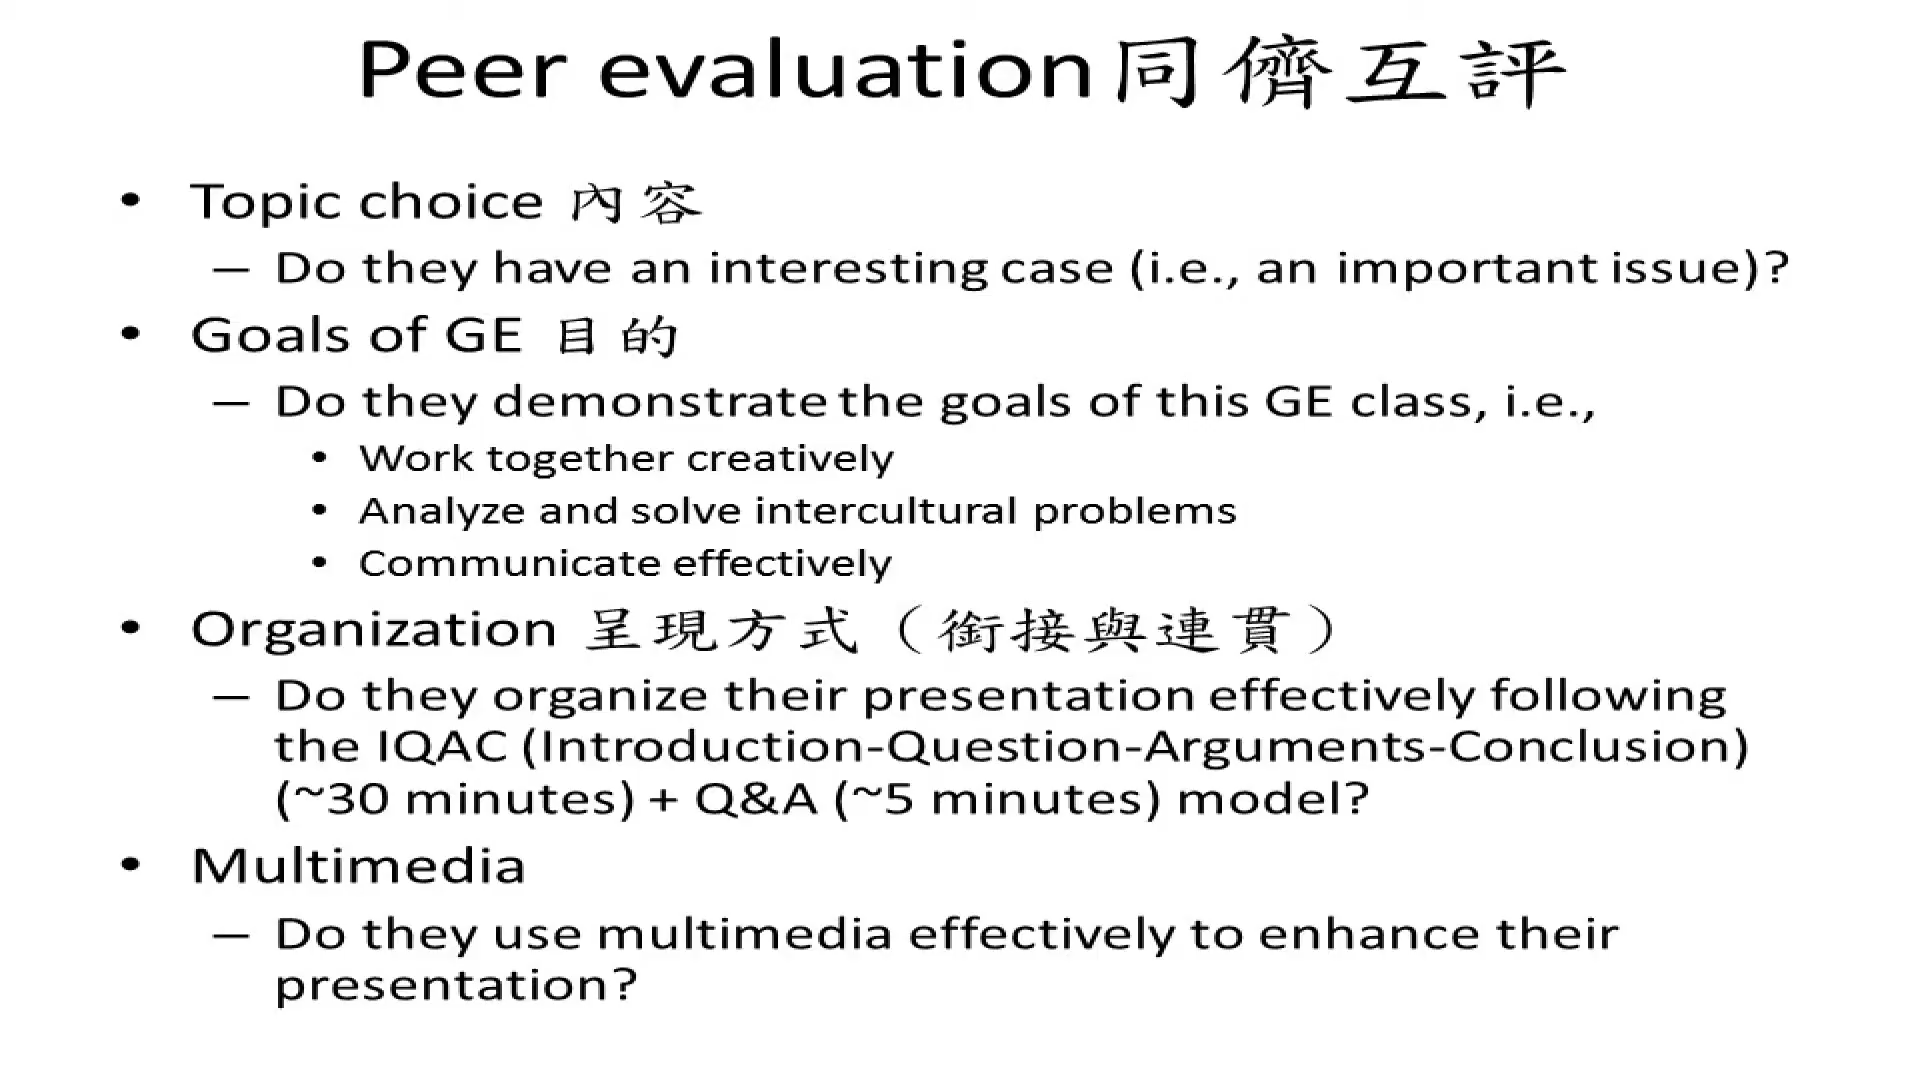 Peer evaluation同儕互評
• Topic choice 內容
– Do they have an interesting case (i.e., an important issue)?
• Goals of GE 目的
– Do they demonstrate the goals of this GE class, i.e.,
• Work together creatively
• Analyze and solve intercultural problems
• Communicate effectively
• Organization 呈現方式（銜接與連貫）
– Do they organize their presentation effectively following
the IQAC (Introduction-Question-Arguments-Conclusion)
(~30 minutes) + Q&A (~5 minutes) model?
• Multimedia
– Do they use multimedia effectively to enhance their
presentation?